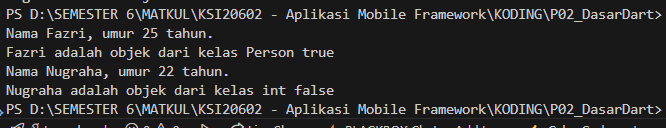 PS D:\SEMESTER 6\MATKUL\KSI20602 - Aplikasi Mobile Framework\KODING\P02_DasarDart>
Nama Fazri, umur 25 tahun.
Fazri adalah objek dari kelas Person true
Nama Nugraha, umur 22 tahun.
Nugraha adalah objek dari kelas int false
PS D:\SEMESTER 6\MATKUL\KSI20602 - Aplikasi Mobile Framework\KODING\P02_DasarDart>